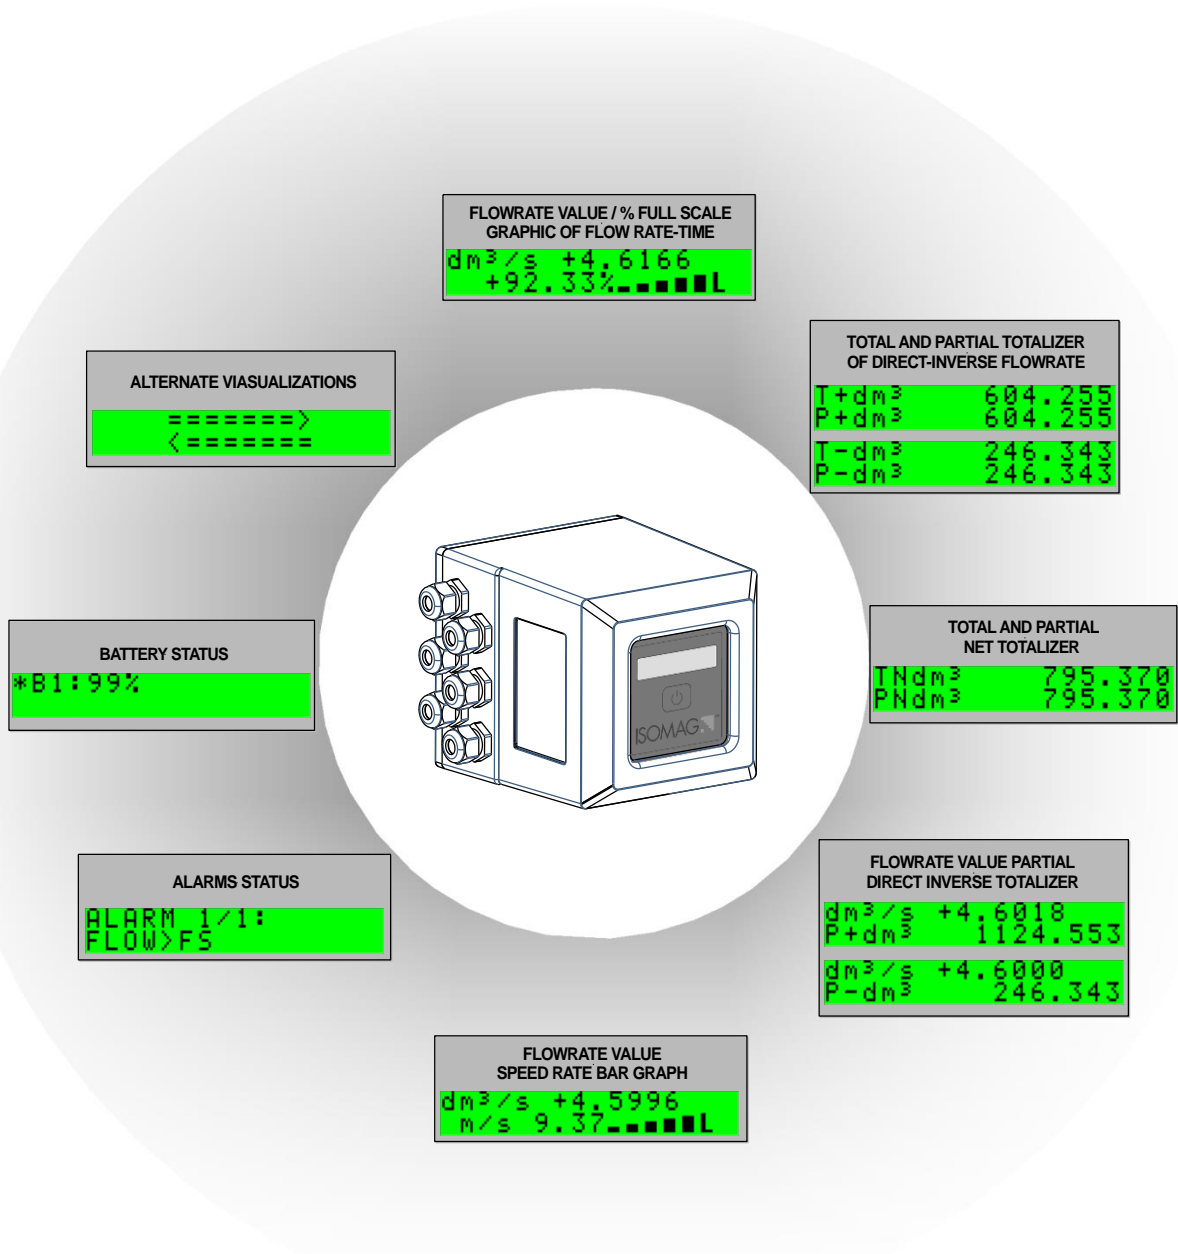 FLOWRATE VALUE / % FULL SCALE
GRAPHIC OF FLOW RATE-TIME
dm³/s +4.6166
+92.33%
L
TOTAL AND PARTIAL TOTALIZER
OF DIRECT-INVERSE FLOWRATE
T+dm³ 604.255
P+dm³ 604.255
T-dm³ 246.343
P-dm³ 246.343
ALTERNATE VIASUALIZATIONS
=======>
<=======
TOTAL AND PARTIAL
NET TOTALIZER
TNdm³ 795.370
PNdm³ 795.370
BATTERY STATUS
*B1:99%
ISOMAG
FLOWRATE VALUE PARTIAL
DIRECT INVERSE TOTALIZER
dm³/s +4.6018
P+dm³ 1124.553
dm³/s +4.6000
P-dm³ 246.343
ALARMS STATUS
ALARM 1/1:
FLOW>FS
FLOWRATE VALUE
SPEED RATE BAR GRAPH
dm³/s +4.5996
m/s 9.37
L